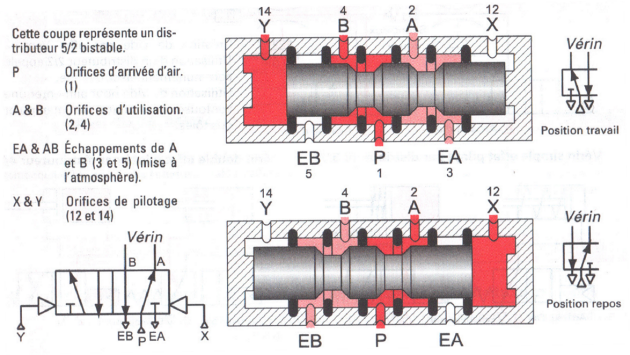 Cette coupe représente un dis-
tributeur 5/2 bistable.
P Orifices d'arrivée d'air.
(1)
A & B Orifices d'utilisation.
(2, 4)
EA & AB Échappements de A
et B (3 et 5) (mise à
l'atmosphère).
X & Y Orifices de pilotage
(12 et 14)
Vérin
B A
Y EB P EA X
14 4 2 12
Y B A X
EB P EA
5 1 3
Vérin
Position travail
14 4 2 12
Y B A X
EB P EA
Vérin
Position repos